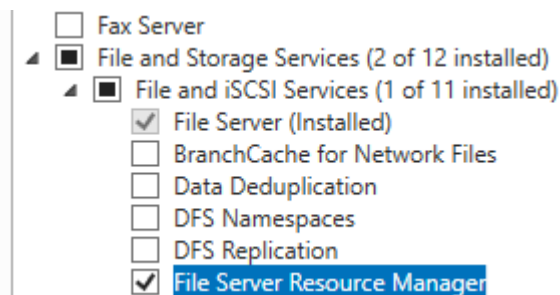 Fax Server
File and Storage Services (2 of 12 installed)
File and iSCSI Services (1 of 11 installed)
File Server (Installed)
BranchCache for Network Files
Data Deduplication
DFS Namespaces
DFS Replication
File Server Resource Manager